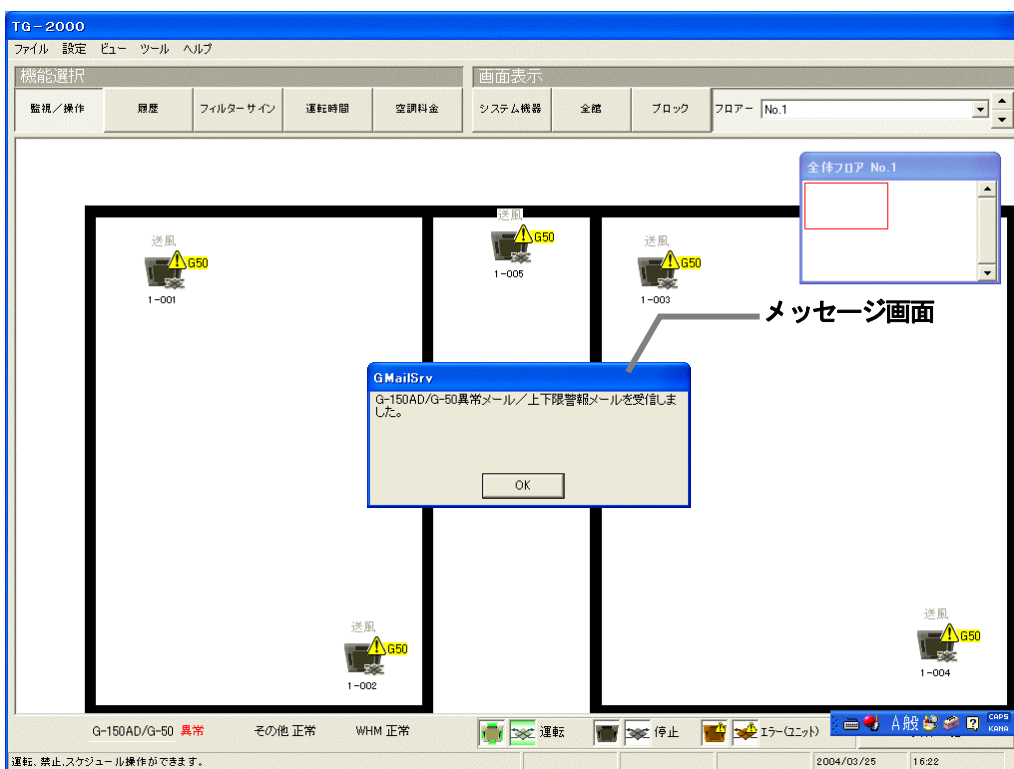 TG-2000
ファイル 設定 ビュー ツール ヘルプ
機能選択 画面表示
監視／操作 履歴 フィルターサイン 運転時間 空調料金 システム機器 全館 ブロック フロアー No.1
全体フロア No.1
送風
G50
1-001
送風
G50
1-005
送風
G50
1-003
メッセージ画面
GMailSrv
G-150AD/G-50異常メール／上下限警報メールを受信しま
した。
OK
送風
G50
1-002
送風
G50
1-004
G-150AD/G-50 異常 その他 正常 WHM 正常 運転 停止 エラー(ユニット)
A 般 CAPS
KANA
運転、禁止、スケジュール操作ができます。 2004/03/25 16:22